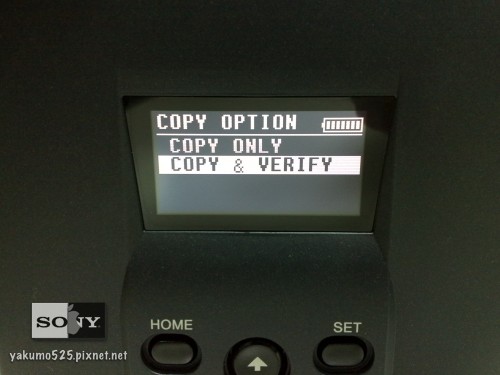 COPY OPTION
COPY ONLY
COPY & VERIFY
HOME
SET
SONY
yakumo525.pixnet.net